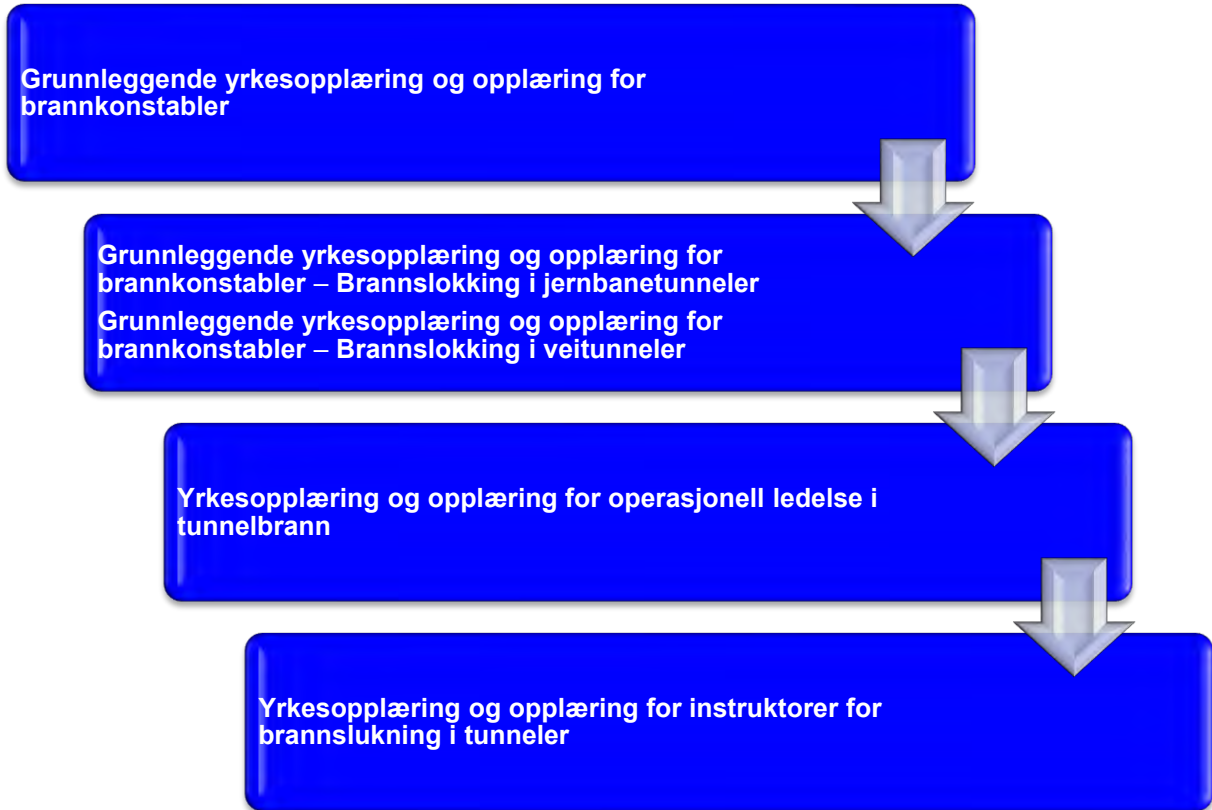 Grunnleggende yrkesopplæring og opplæring for
brannkonstabler
Grunnleggende yrkesopplæring og opplæring for
brannkonstabler – Brannslokking i jernbanetunneler
Grunnleggende yrkesopplæring og opplæring for
brannkonstabler – Brannslokking i veitunneler
Yrkesopplæring og opplæring for operasjonell ledelse i
tunnelbrann
Yrkesopplæring og opplæring for instruktorer for
brannslukning i tunneler